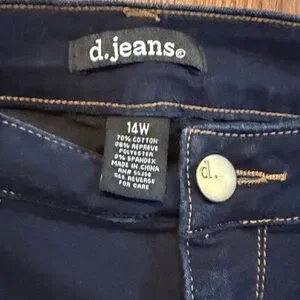 d.jeans®
14W
70% COTTON
28% REPREVE
POLYESTER
2% SPANDEX
MADE IN CHINA
SEE REVERSE
FOR CARE
d.